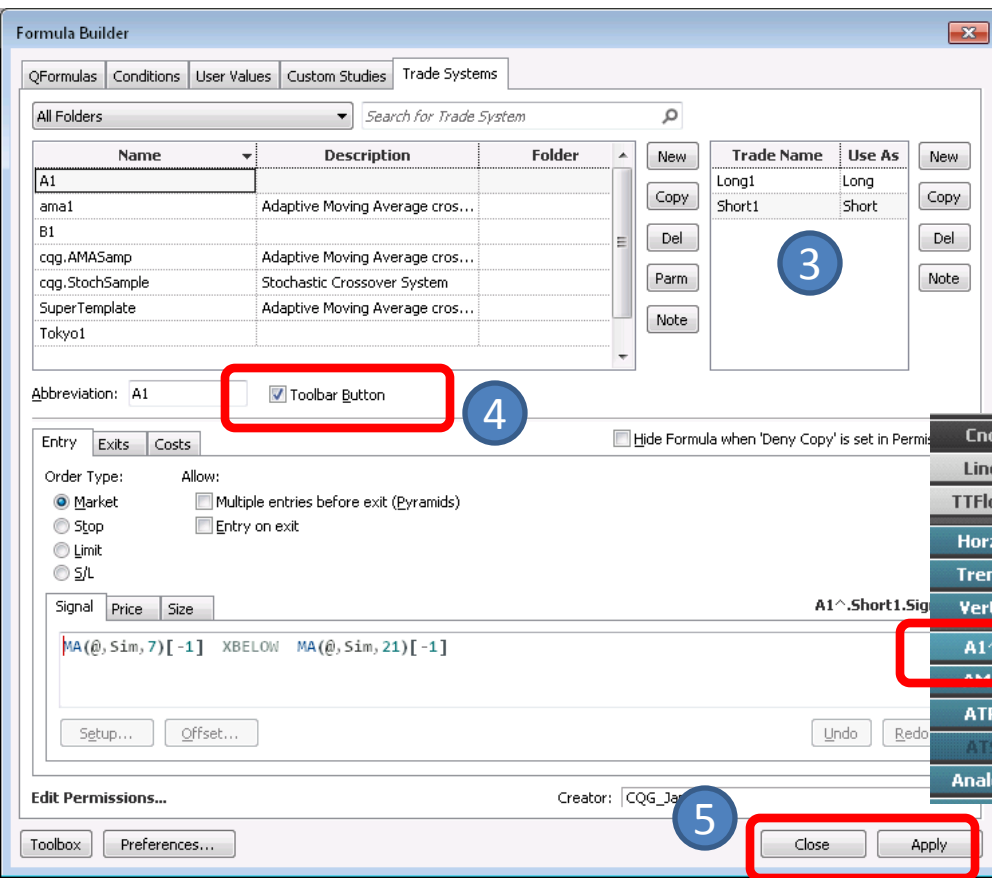 Formula Builder
QFormulas Conditions User Values Custom Studies Trade Systems
All Folders Search for Trade System
Name Description Folder New Trade Name Use As New
A1 Long1 Long
ama1 Adaptive Moving Average cros... Copy Short1 Short Copy
B1 Del Del
cqg.AMASamp Adaptive Moving Average cros... 3
cqg.StochSample Stochastic Crossover System Parm Note
SuperTemplate Adaptive Moving Average cros... Note
Tokyo1
Abbreviation: A1 Toolbar Button 4
Entry Exits Costs Hide Formula when 'Deny Copy' is set in
Order Type: Allow:
Market Multiple entries before exit (Pyramids)
Stop Entry on exit
Limit
S/L
Signal Price Size A1^.Short1.Sig
MA(@,Sim,7)[-1] XBELOW MA(@,Sim,21)[-1]
Setup... Offset... Undo Redo
Edit Permissions... Creator: CQG_Ja
5
Toolbox Preferences... Close Apply
A1^